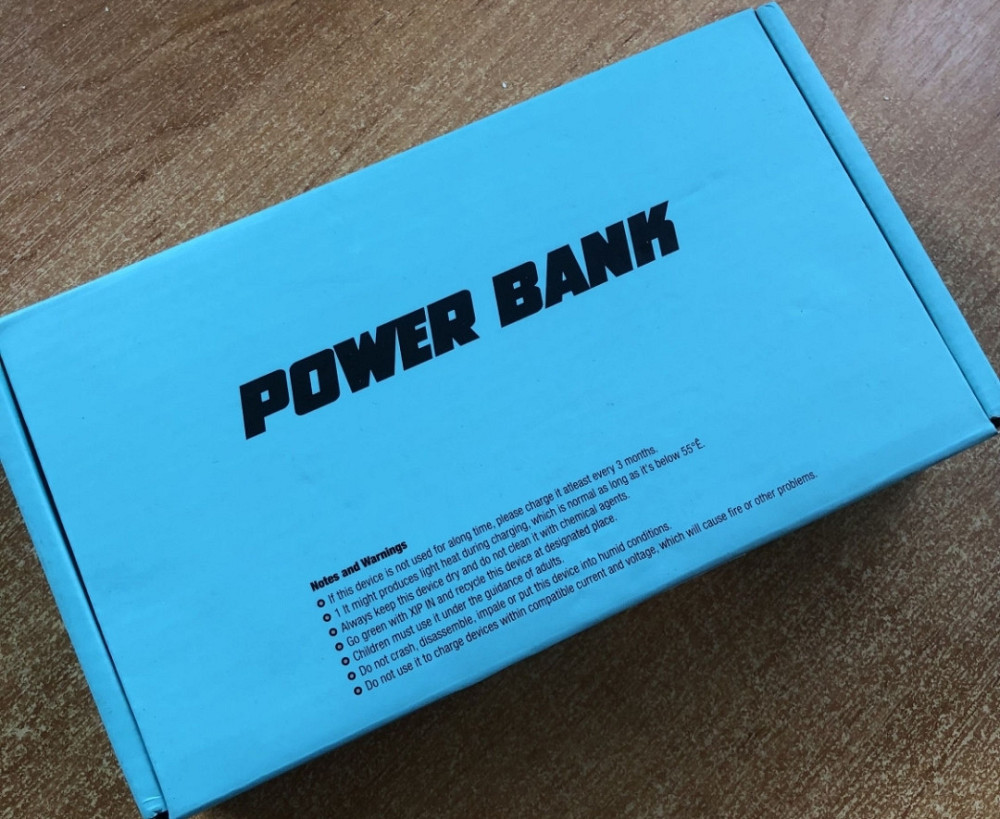 POWER BANK
Notes and Warnings
If this device is not used for along time, please charge it atleast every 3 months.
1 It might produces light heat during charging, which is normal as long as it's below 55°È.
Always keep this device dry and do not clean it with chemical agents.
Go green with XIP IN and recycle this device at designated place.
Children must use it under the guidance of adults.
Do not crash, disassemble, impale or put this device into humid conditions.
Do not use it to charge devices within compatible current and voltage, which will cause fire or other problems.